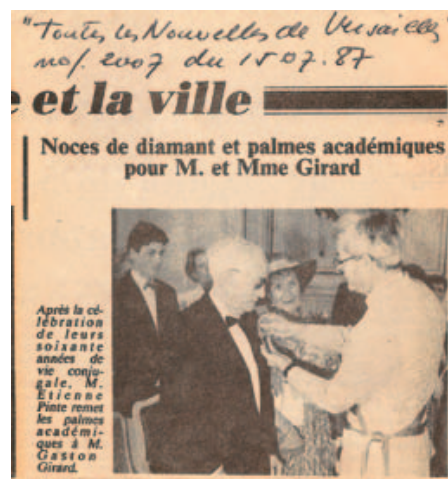 "Toutes les Nouvelles de Versailles
no/. 2007 du 15 07. 87
e et la ville
Noces de diamant et palmes académiques
pour M. et Mme Girard
Après la cé-
lébration
de leurs
soixante
années de
vie conju-
gale, M.
Etienne
Pinte remet
les palmes
académi-
ques à M.
Gaston
Girard.